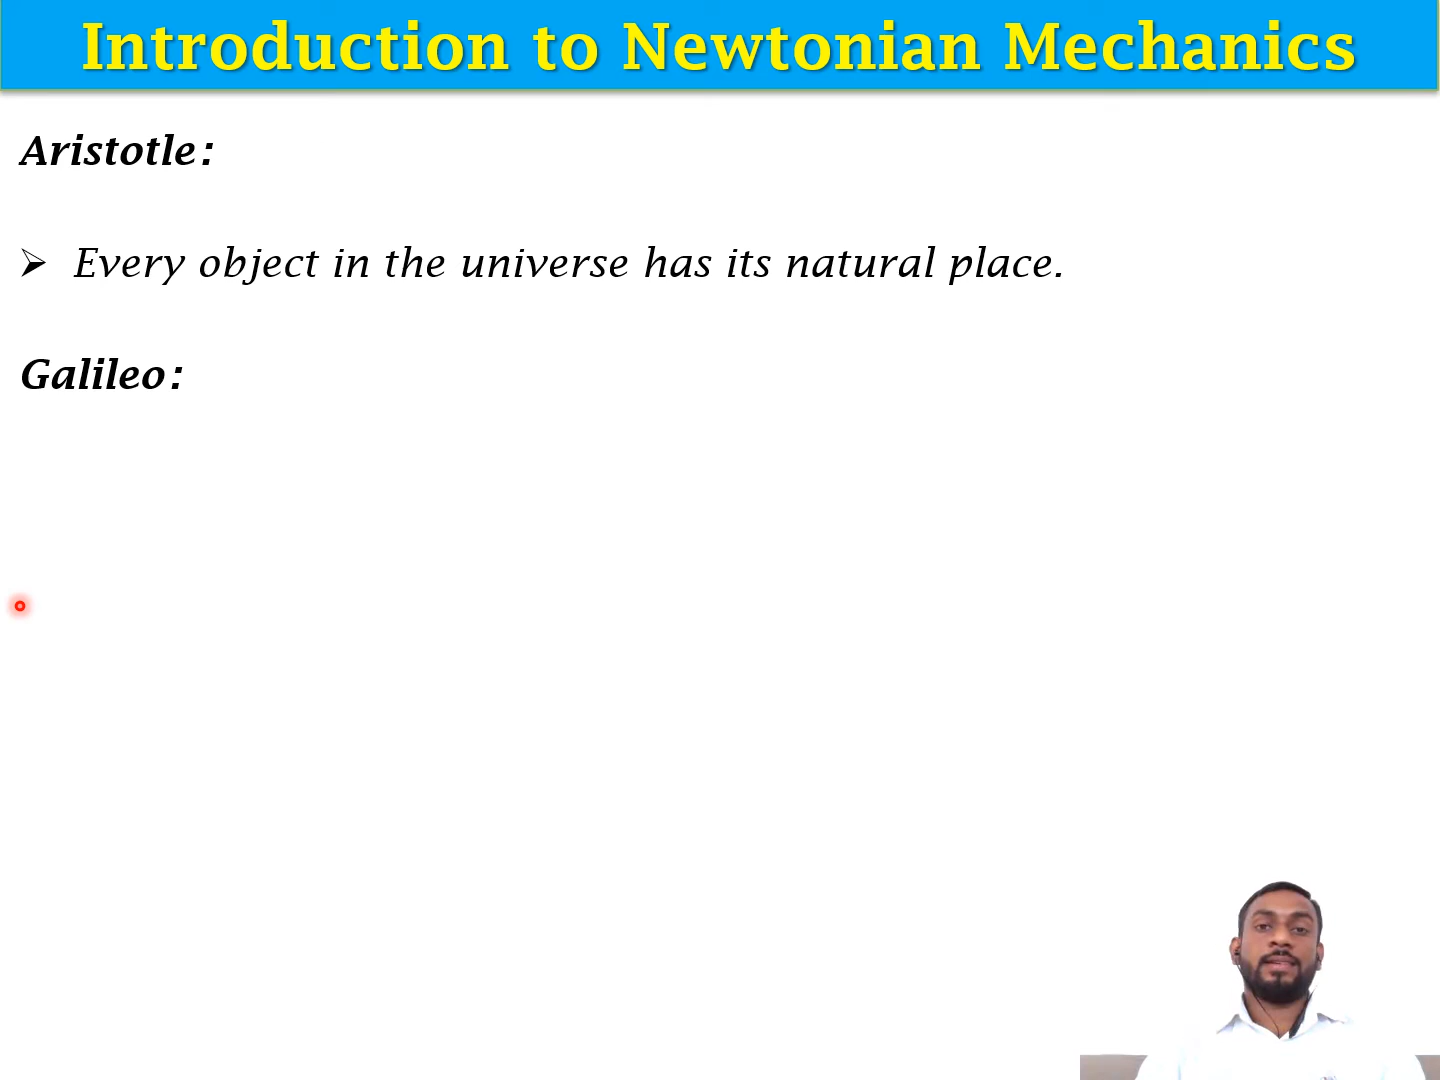 Introduction to Newtonian Mechanics
Aristotle:
➢ Every object in the universe has its natural place.
Galileo: